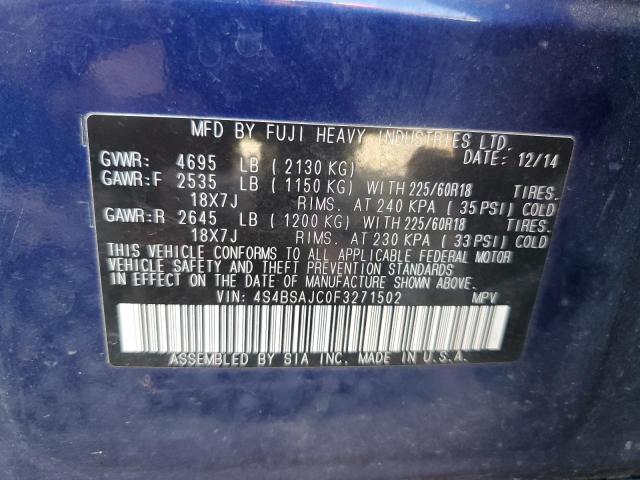 MFD BY FUJI HEAVY INDUSTRIES LTD.
DATE: 12/14
GVWR: 4695 LB (2130 KG)
GAWR:F 2535 LB (1150 KG) WITH 225/60R18 TIRES.
18X7J RIMS. AT 240 KPA (35 PSI) COLD
GAWR:R 2645 LB (1200 KG) WITH 225/60R18 TIRES.
18X7J RIMS. AT 230 KPA (33 PSI) COLD
THIS VEHICLE CONFORMS TO ALL APPLICABLE FEDERAL MOTOR
VEHICLE SAFETY AND THEFT PREVENTION STANDARDS
IN EFFECT ON THE DATE OF MANUFACTURE SHOWN ABOVE.
VIN: 4S4BSAJC0F3271502 MPV
ASSEMBLED BY SIA INC. MADE IN U.S.A.